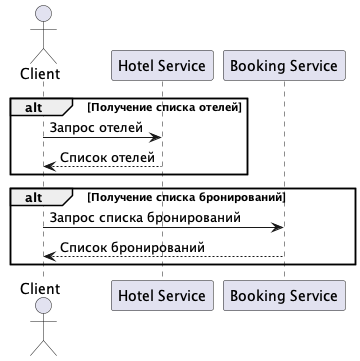 Client
Hotel Service
Booking Service
alt
[Получение списка отелей]
Запрос отелей
Список отелей
alt
[Получение списка бронирований]
Запрос списка бронирований
Список бронирований
Client
Hotel Service
Booking Service